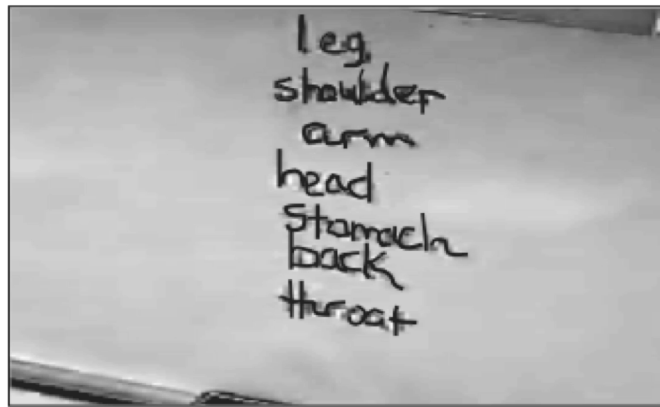 leg
shoulder
arm
head
stomach
back
throat